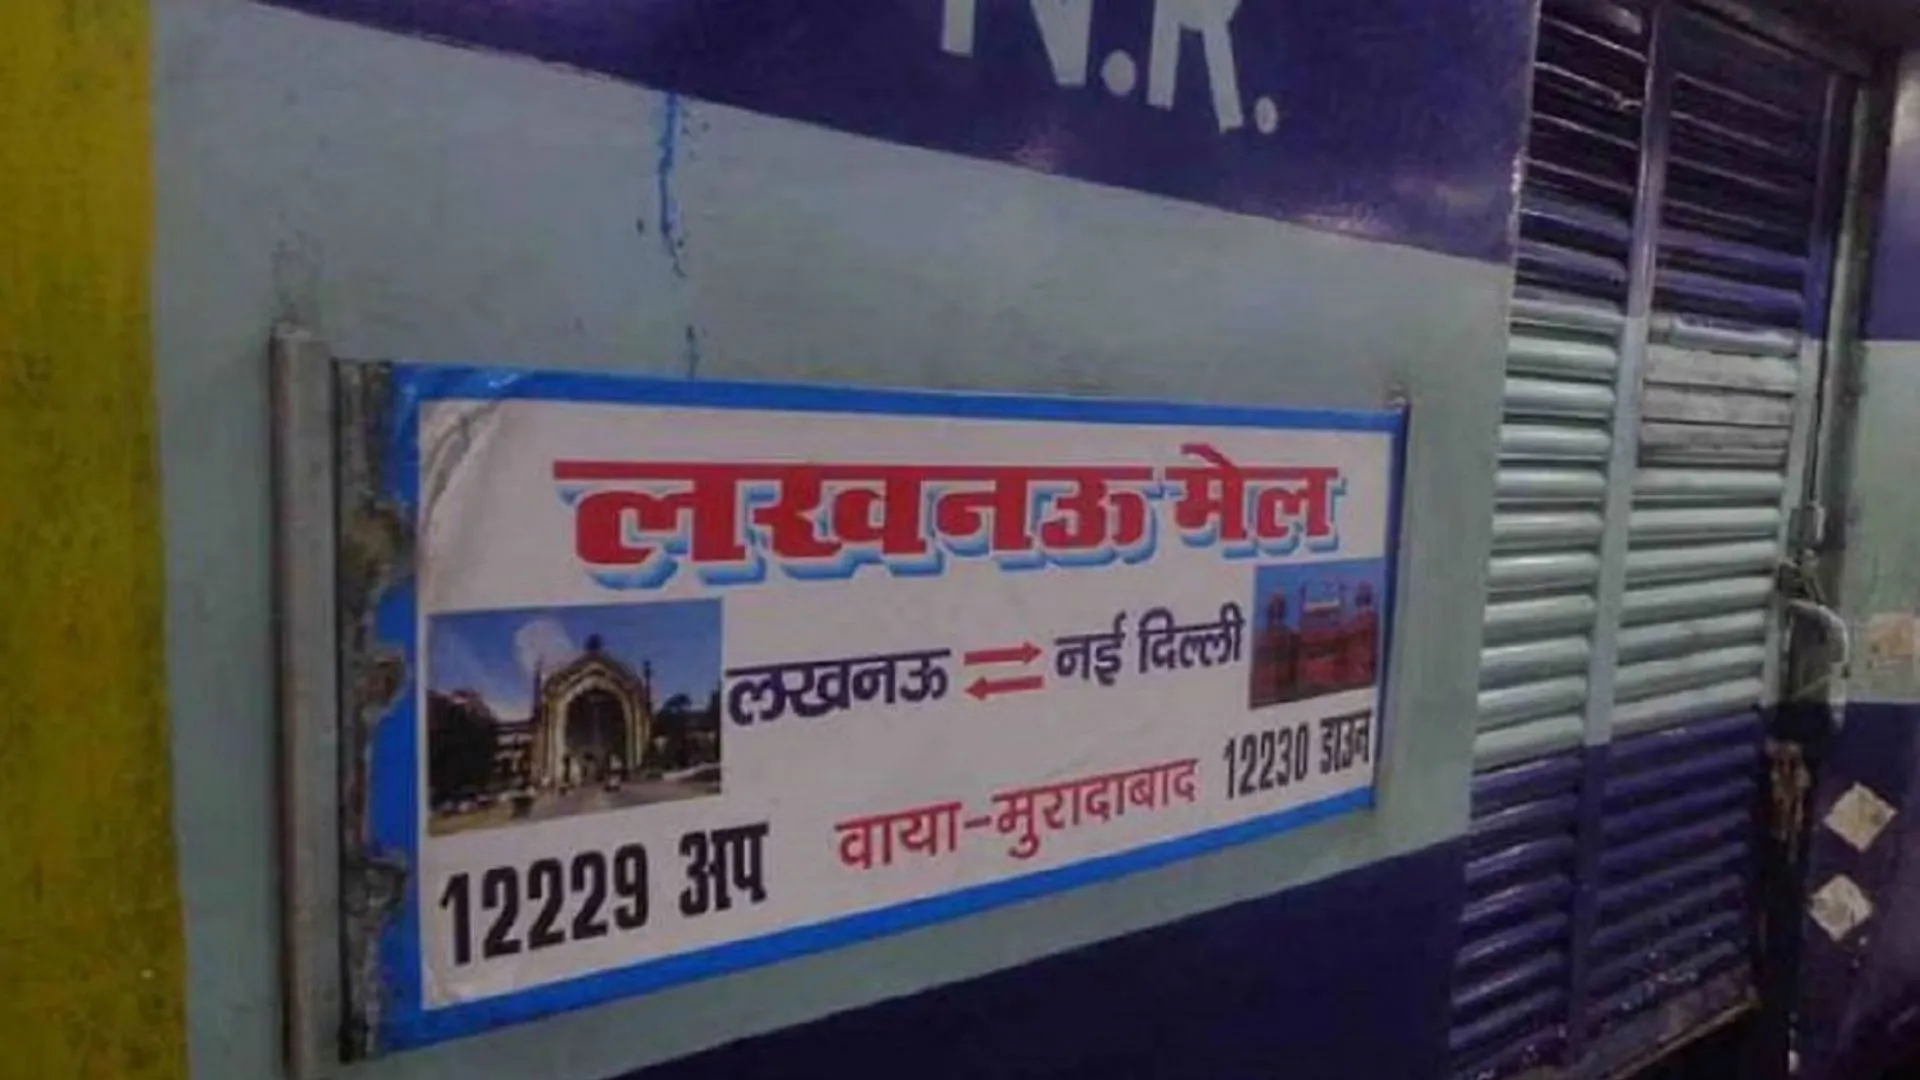 N.R.
लखनऊ मेल
लखनऊ ⇄ नई दिल्ली
12229 अप वाया-मुरादाबाद 12230 डाउन